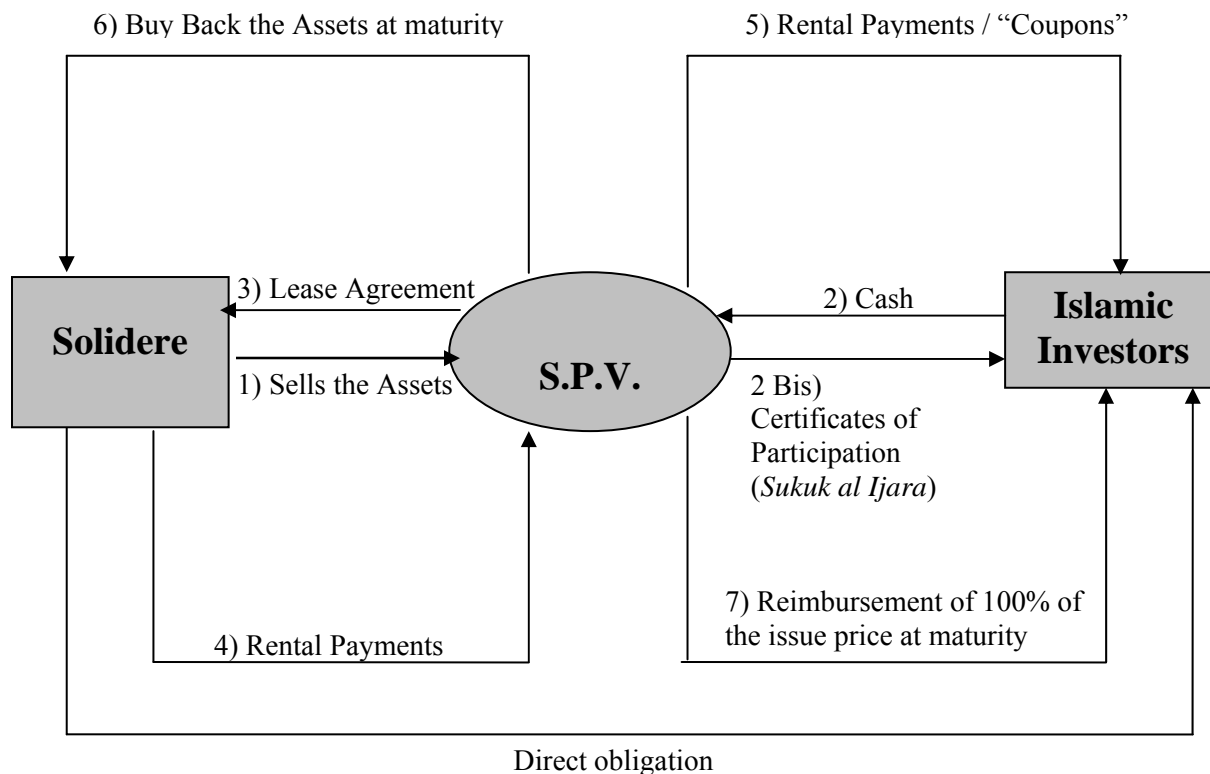 6) Buy Back the Assets at maturity
5) Rental Payments / “Coupons”
3) Lease Agreement
2) Cash
Solidere
S.P.V.
Islamic
Investors
1) Sells the Assets
2 Bis)
Certificates of
Participation
(Sukuk al Ijara)
4) Rental Payments
7) Reimbursement of 100% of
the issue price at maturity
Direct obligation